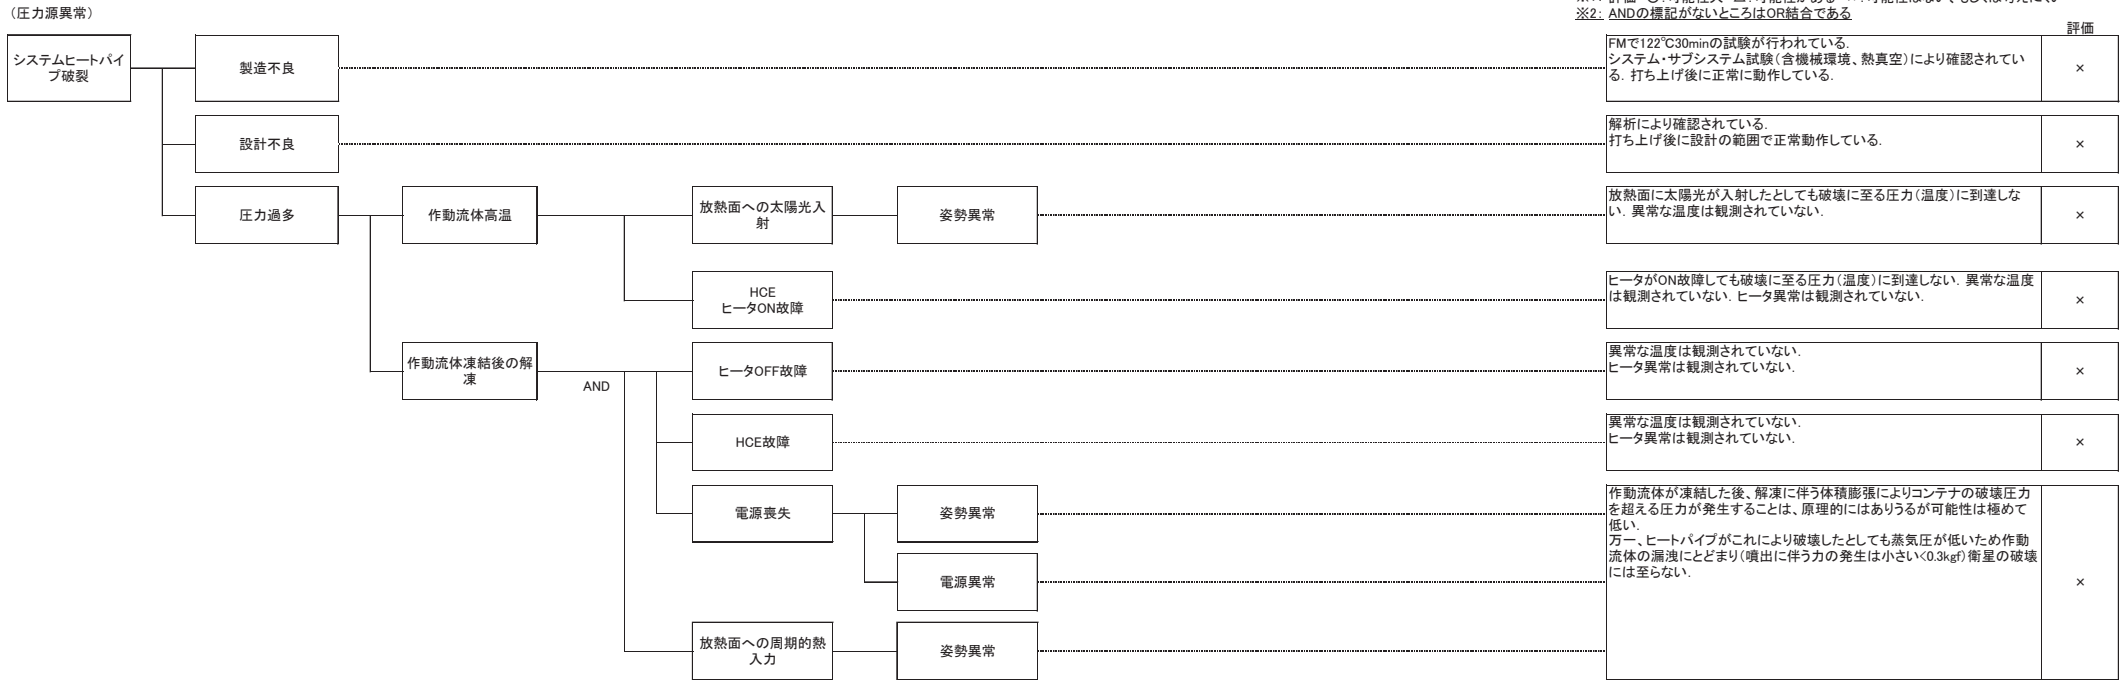 （圧力源異常）
※2： ANDの標記がないところはOR結合である
評価
システムヒートパイ
プ破裂
製造不良
FMで122℃30minの試験が行われている．
システム・サブシステム試験（含機械環境、熱真空）により確認されてい
る．打ち上げ後に正常に動作している．
×
設計不良
解析により確認されている．
打ち上げ後に設計の範囲で正常動作している．
×
圧力過多
作動流体高温
放熱面への太陽光入
射
姿勢異常
放熱面に太陽光が入射したとしても破壊に至る圧力（温度）に到達しな
い．異常な温度は観測されていない．
×
HCE
ヒータON故障
ヒータがON故障しても破壊に至る圧力（温度）に到達しない．異常な温度
は観測されていない．ヒータ異常は観測されていない．
×
作動流体凍結後の解
凍
AND
ヒータOFF故障
異常な温度は観測されていない．
ヒータ異常は観測されていない．
×
HCE故障
異常な温度は観測されていない．
ヒータ異常は観測されていない．
×
電源喪失
姿勢異常
作動流体が凍結した後、解凍に伴う体積膨張によりコンテナの破壊圧力
を超える圧力が発生することは、原理的にはありうるが可能性は極めて
低い．
万一、ヒートパイプがこれにより破壊したとしても蒸気圧が低いため作動
流体の漏洩にとどまり（噴出に伴う力の発生は小さい<0.3kgf）衛星の破壊
には至らない．
×
電源異常
放熱面への周期的熱
入力
姿勢異常